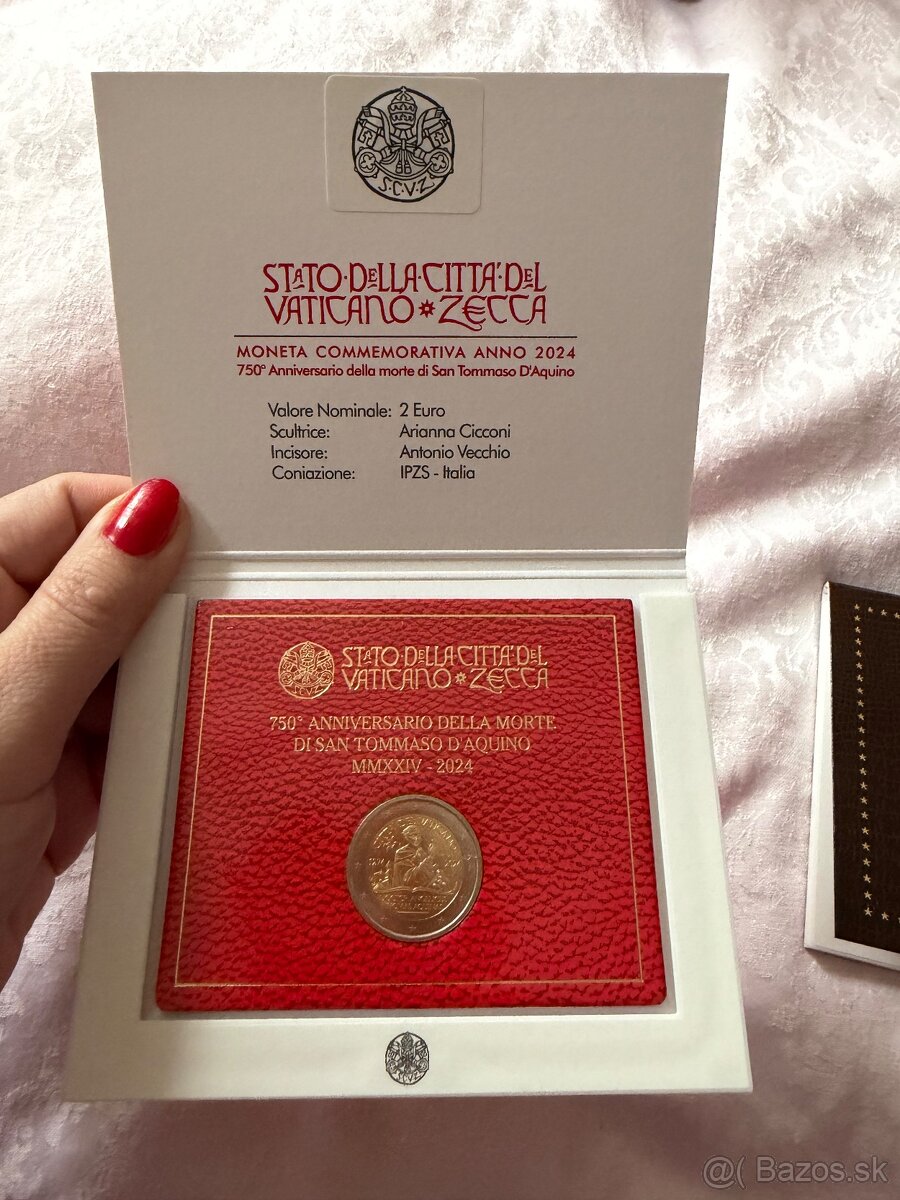 S.C.V.Z.
STATO·DELLA·CITTA'·DEL
VATICANO * ZECCA
MONETA COMMEMORATIVA ANNO 2024
750° Anniversario della morte di San Tommaso D'Aquino
Valore Nominale: 2 Euro
Scultrice: Arianna Cicconi
Incisore: Antonio Vecchio
Coniazione: IPZS - Italia
S.C.V.Z.
STATO·DELLA·CITTA'·DEL
VATICANO * ZECCA
750° ANNIVERSARIO DELLA MORTE
DI SAN TOMMASO D'AQUINO
MMXXIV - 2024
S.C.V.Z.
@( Bazos.sk